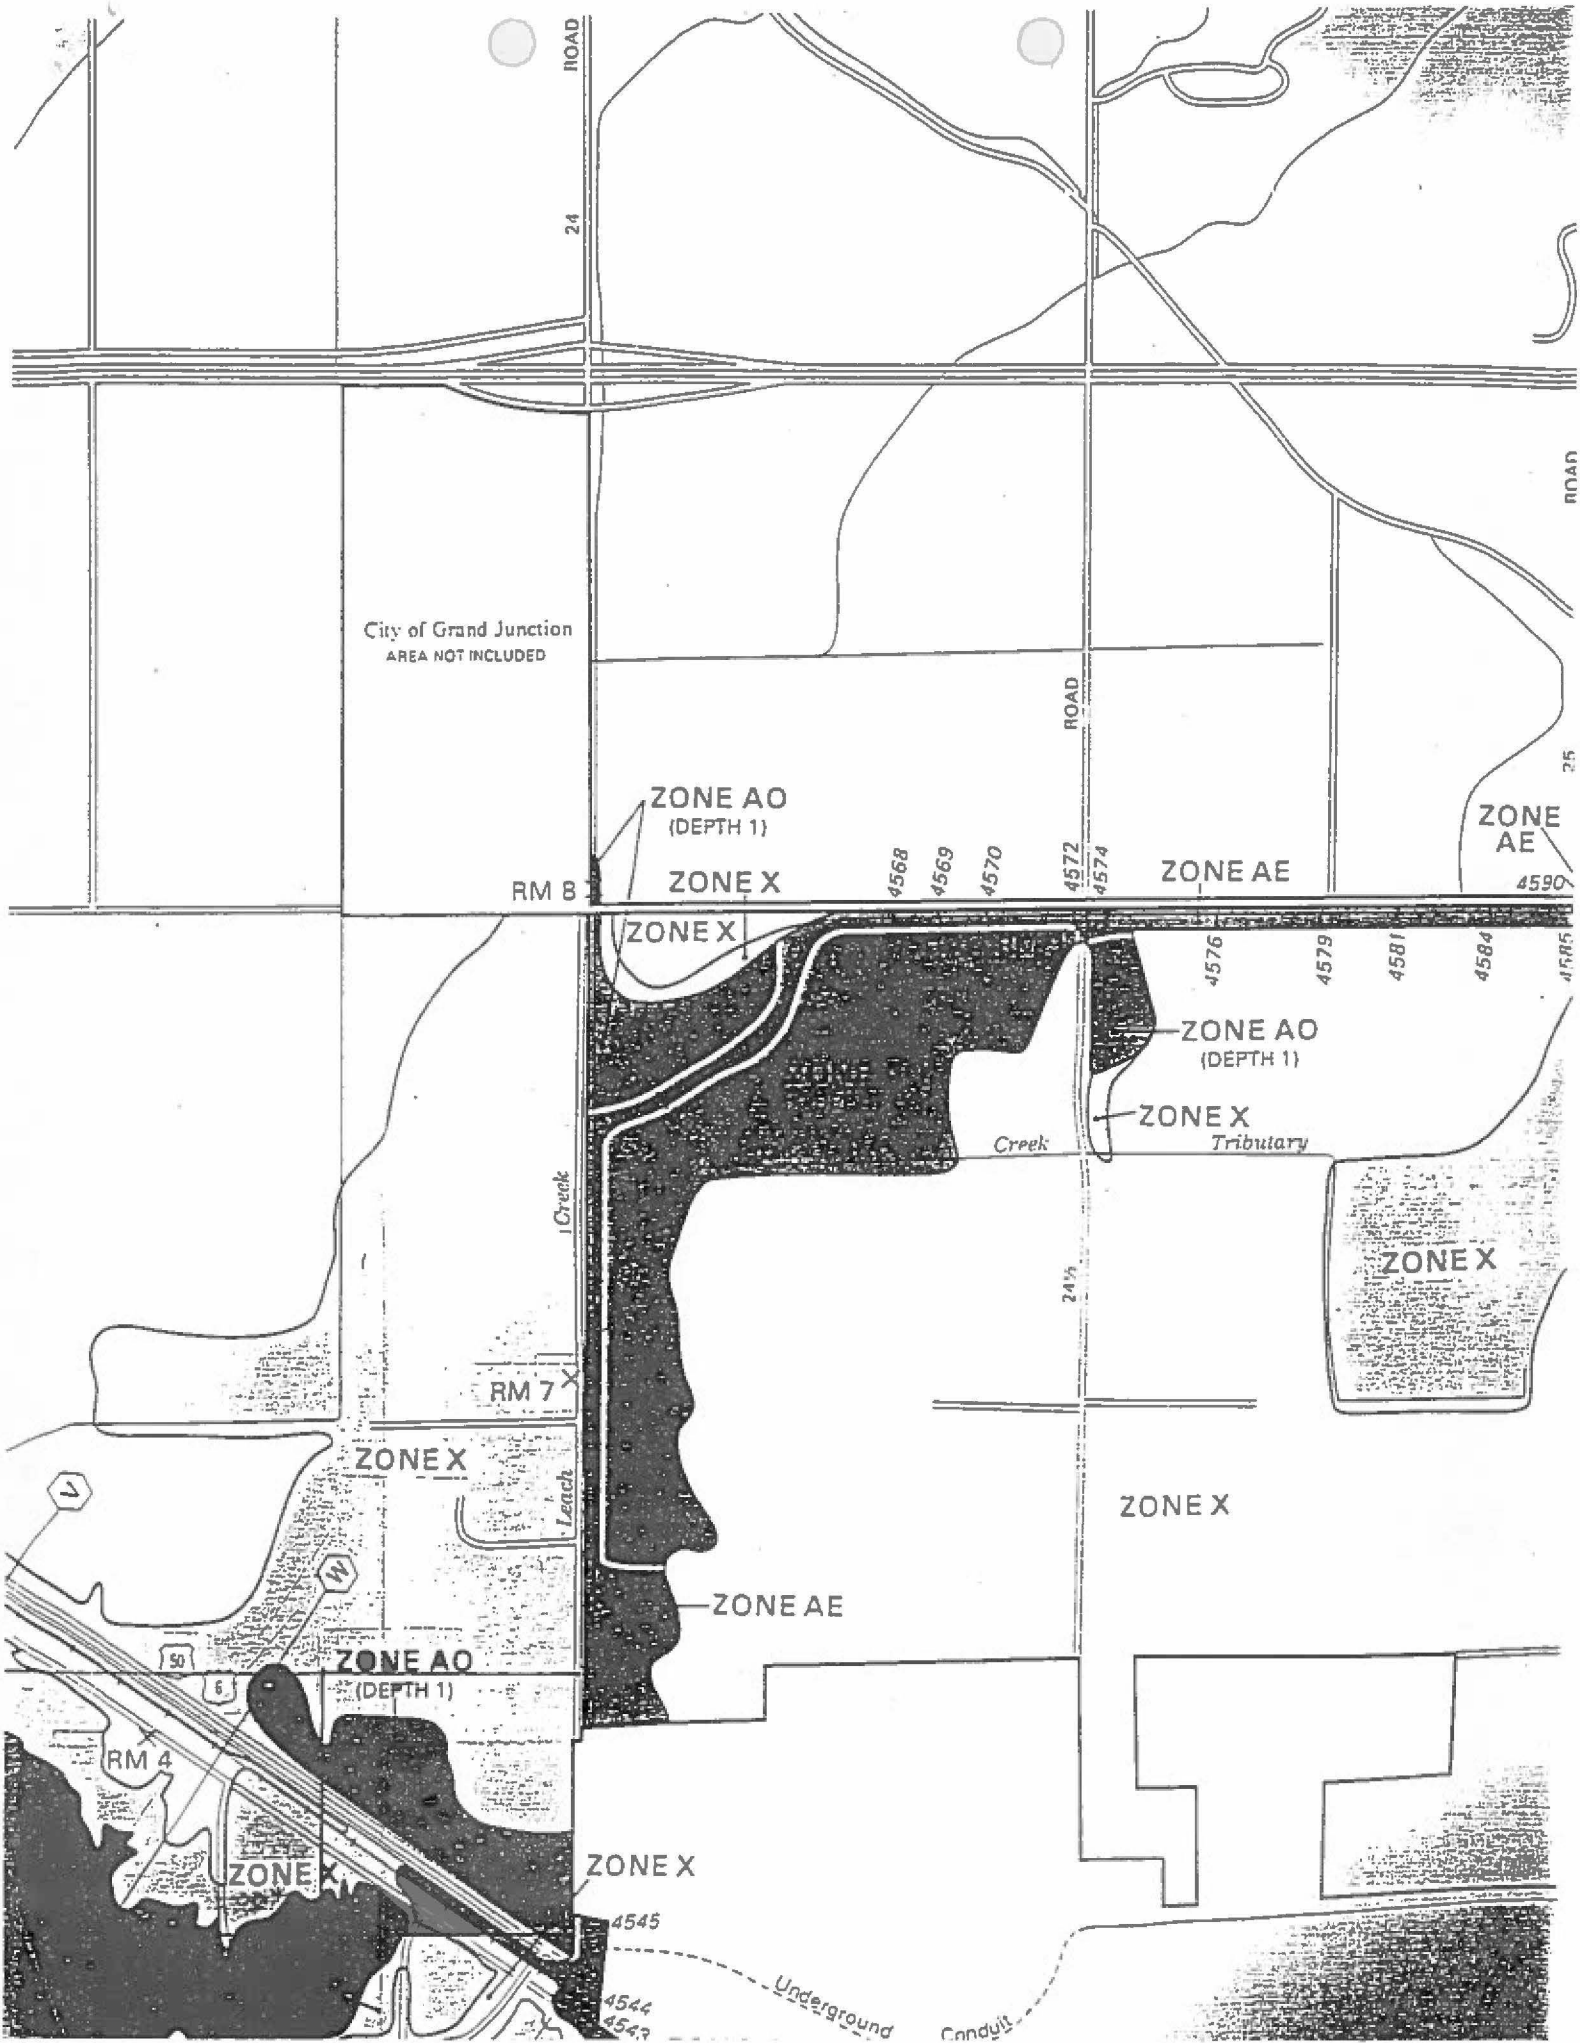 ROAD
24
ROAD
City of Grand Junction
AREA NOT INCLUDED
ROAD
25
ZONE AO
(DEPTH 1)
ZONE
AE
4568
4569
4570
4572
4574
ZONE AE
4590
RM 8
ZONE X
ZONE X
4576
4579
4581
4584
4585
ZONE AO
(DEPTH 1)
ZONE
ZONE X
Creek
Tributary
Creek
ZONE X
24½
RM 7
ZONE X
Leach
ZONE X
V
W
ZONE AE
50
6
ZONE AO
(DEPTH 1)
RM 4
ZONE X
ZONE X
4545
4544
4543
Underground
Conduit